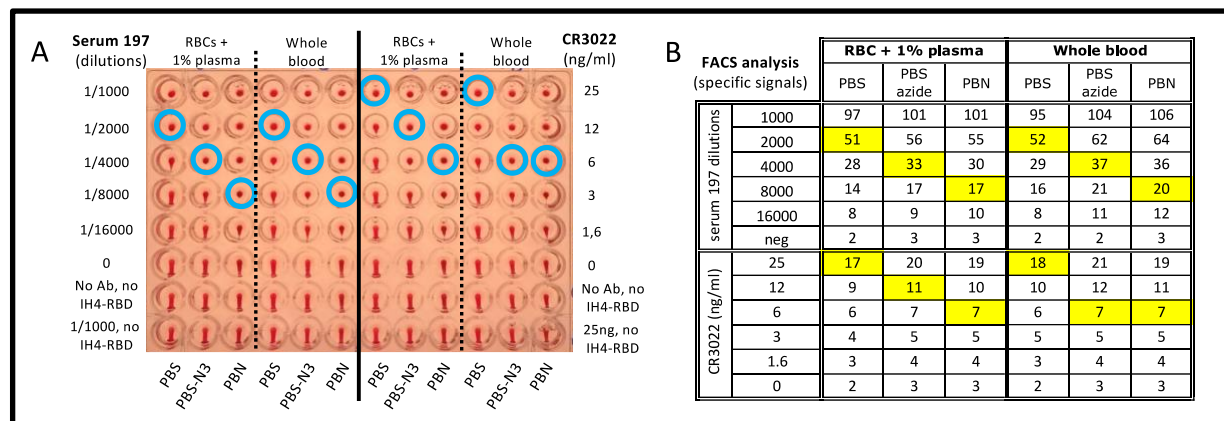 A
Serum 197
(dilutions)
RBCs +
1% plasma
Whole
blood
RBCs +
1% plasma
Whole
blood
CR3022
(ng/ml)
1/1000
25
1/2000
12
1/4000
6
1/8000
3
1/16000
1,6
0
0
No Ab, no
IH4-RBD
No Ab, no
IH4-RBD
1/1000, no
IH4-RBD
25ng, no
IH4-RBD
PBS PBS-N3 PBN PBS PBS-N3 PBN PBS PBS-N3 PBN PBS PBS-N3 PBN
B
FACS analysis
(specific signals)
RBC + 1% plasma Whole blood
PBS PBS azide PBN PBS PBS azide PBN
serum 197 dilutions
1000 97 101 101 95 104 106
2000 51 56 55 52 62 64
4000 28 33 30 29 37 36
8000 14 17 17 16 21 20
16000 8 9 10 8 11 12
neg 2 3 3 2 2 3
CR3022 (ng/ml)
25 17 20 19 18 21 19
12 9 11 10 10 12 11
6 6 7 7 6 7 7
3 4 5 5 5 5 5
1.6 3 4 4 3 4 4
0 2 3 3 2 3 3